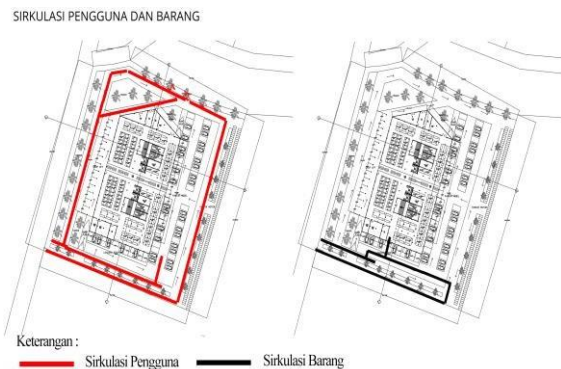 SIRKULASI PENGGUNA DAN BARANG
Keterangan :
Sirkulasi Pengguna
Sirkulasi Barang